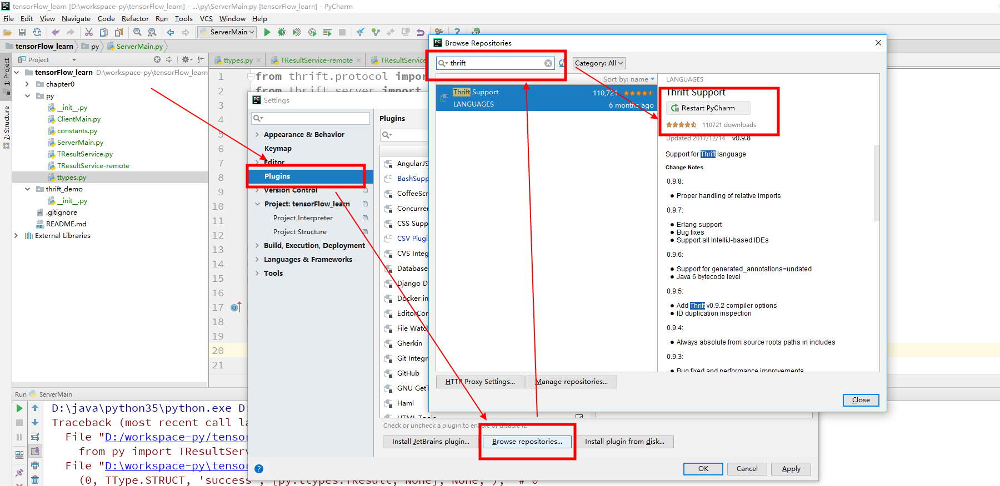 tensorFlow_learn [D:\workspace-py\tensorFlow_learn] - ...\py\ServerMain.py [tensorFlow_learn] - PyCharm
File Edit View Navigate Code Refactor Run Tools VCS Window Help
ServerMain
tensorFlow_learn py ServerMain.py
1: Project
7: Structure
Project
tensorFlow_learn D:\workspace-py\tensorFlow_learn
chapter0
py
__init__.py
ClientMain.py
constants.py
ServerMain.py
TResultService.py
TResultService-remote
ttypes.py
thrift_demo
__init__.py
.gitignore
README.md
External Libraries
ttypes.py TResultService-remote TResultService
1 from thrift.protocol impor
2 from thrift.server import
3
4
5
6
7
8
9
10
11
12
13
14
15
16
17
18
19
20
21
Settings
Appearance & Behavior
Keymap
Editor
Plugins
Version Control
Project: tensorFlow_learn
Project Interpreter
Project Structure
Build, Execution, Deployment
Languages & Frameworks
Tools
Plugins
AngularJS
BashSupp
CoffeeScr
Concurrer
CSS Supp
CSV Plugi
CVS Integ
Database
Django D
Docker in
EditorCor
File Watch
Gherkin
Git Integra
GitHub
GNU GetT
Haml
HTML Tools
Check or uncheck a plugin to enable or disable it.
Install JetBrains plugin... Browse repositories... Install plugin from disk...
OK Cancel Apply
Browse Repositories
thrift
Category: All
Sort by: name
Thrift Support 110,721
LANGUAGES 6 months ago
LANGUAGES
Thrift Support
Restart PyCharm
110721 downloads
Updated 2017/12/14 v0.9.8
Support for Thrift language
Change Notes
0.9.8:
● Proper handling of relative imports
0.9.7:
● Erlang support
● Bug fixes
● Support all IntelliJ-based IDEs
0.9.6:
● Support for generated_annotations=undated
● Java 6 bytecode level
0.9.5:
● Add Thrift v0.9.2 compiler options
● ID duplication inspection
0.9.4:
● Always absolute from source roots paths in includes
0.9.3:
● Bug fixed and performance improvements
HTTP Proxy Settings... Manage repositories...
Close
Run ServerMain
D:\java\python35\python.exe D:
Traceback (most recent call la
File "D:/workspace-py/tensor
from py import TResultServ
File "D:\workspace-py\tensor
(0, TType.STRUCT, 'success', [py.ttypes.TResult, None], None, ), # 0